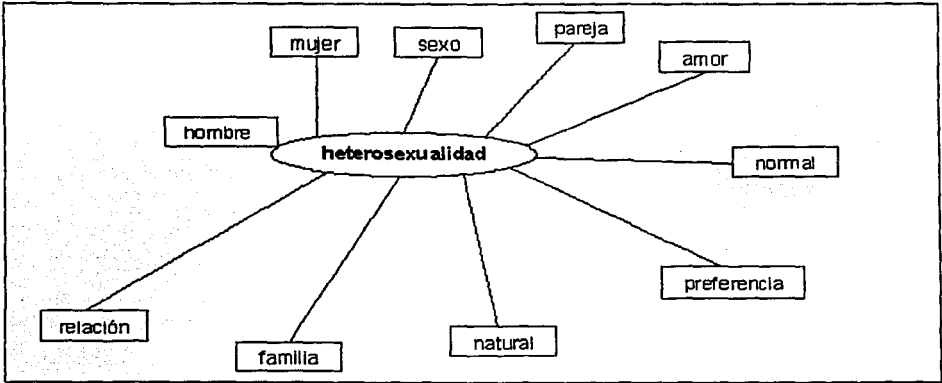 mujer
sexo
pareja
amor
hombre
heterosexualidad
normal
preferencia
relación
familia
natural